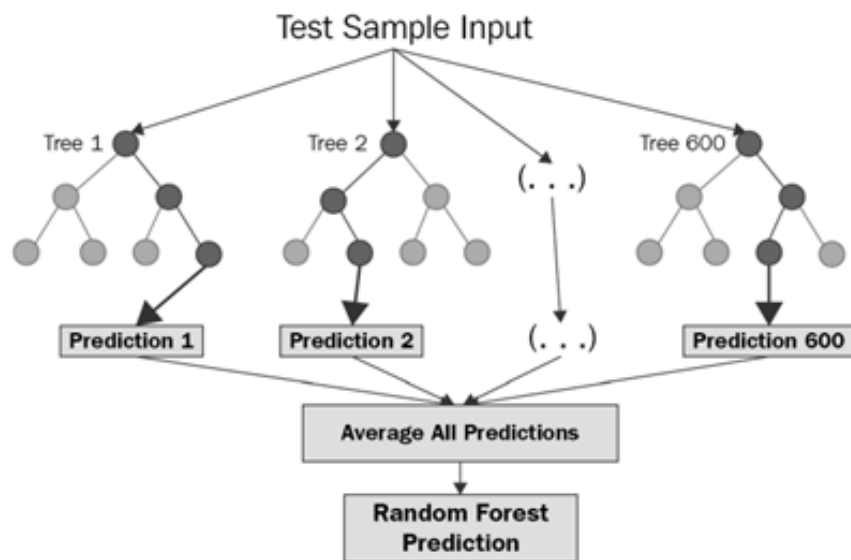 Test Sample Input
Tree 1
Tree 2
Tree 600
(. . .)
Prediction 1
Prediction 2
(. . .)
Prediction 600
Average All Predictions
Random Forest
Prediction